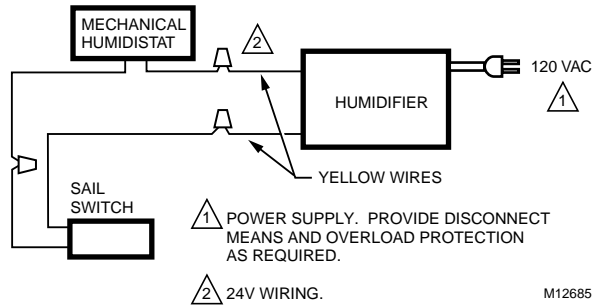 MECHANICAL
HUMIDISTAT
2
120 VAC
1
HUMIDIFIER
YELLOW WIRES
SAIL
SWITCH
1 POWER SUPPLY. PROVIDE DISCONNECT
MEANS AND OVERLOAD PROTECTION
AS REQUIRED.
2 24V WIRING.
M12685